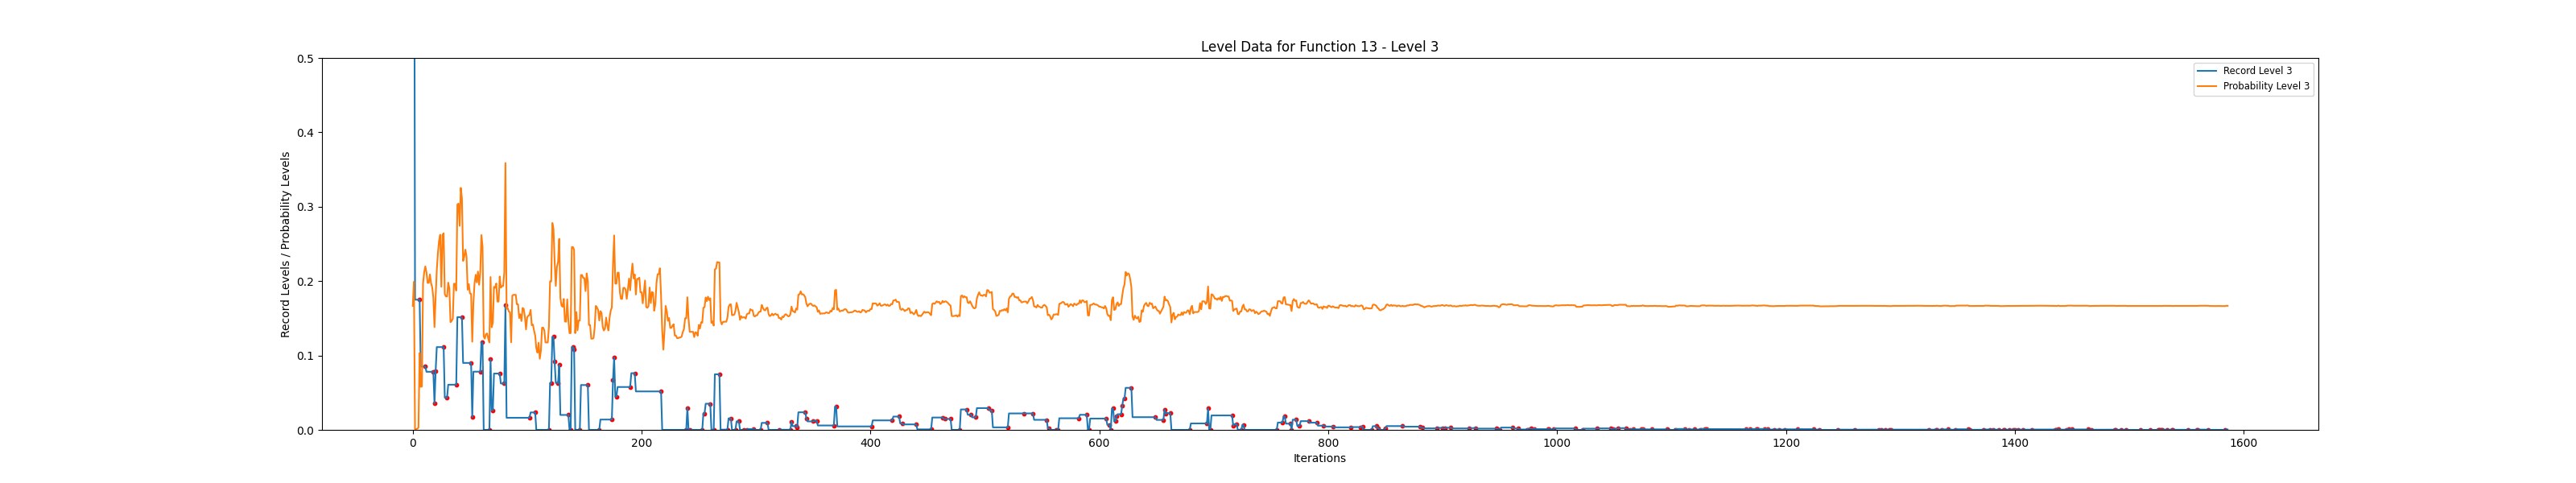 Level Data for Function 13 - Level 3
Record Level 3
Probability Level 3
Record Levels / Probability Levels
0.5
0.4
0.3
0.2
0.1
0.0
0 200 400 600 800 1000 1200 1400 1600
Iterations